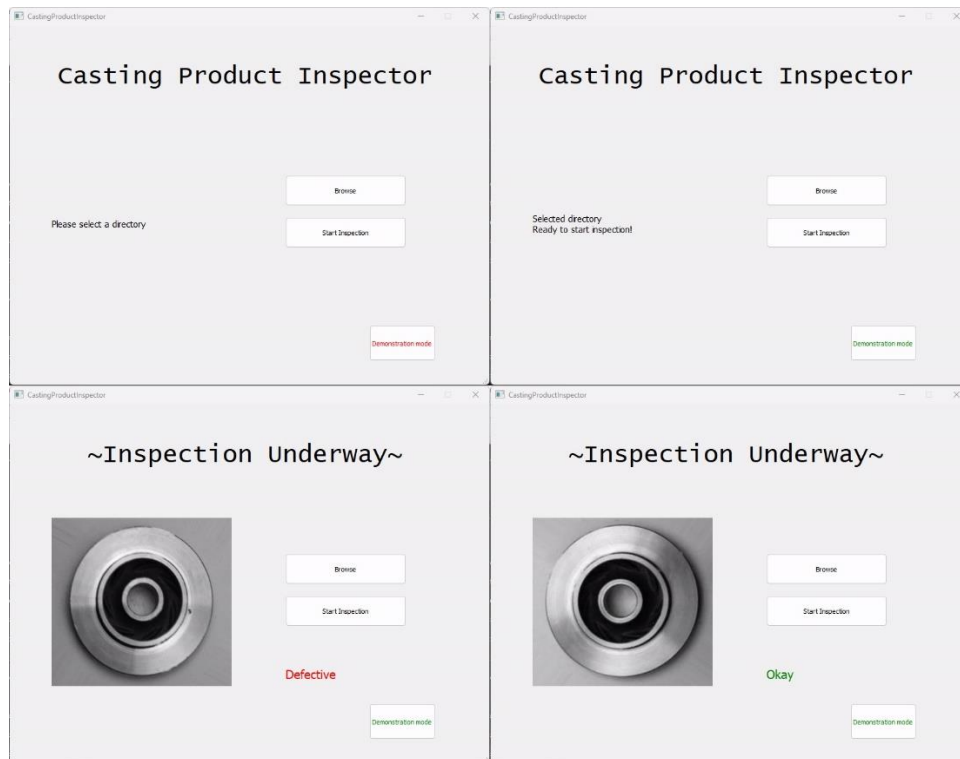 CastingProductInspector
Casting Product Inspector
Browse
Please select a directory
Start Inspection
Demonstration mode
CastingProductInspector
Casting Product Inspector
Browse
Selected directory
Ready to start inspection!
Start Inspection
Demonstration mode
CastingProductInspector
~Inspection Underway~
Browse
Start Inspection
Defective
Demonstration mode
CastingProductInspector
~Inspection Underway~
Browse
Start Inspection
Okay
Demonstration mode